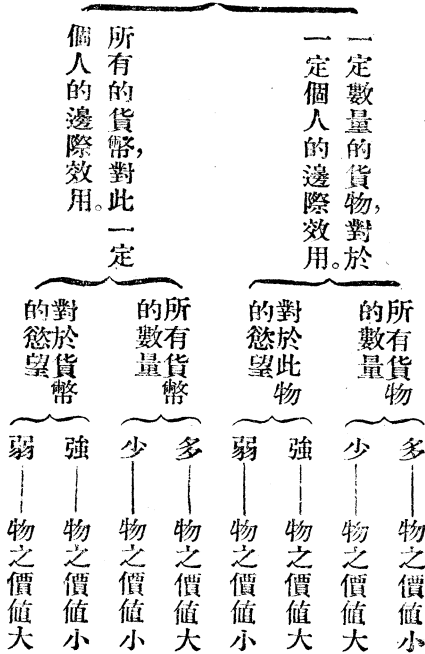 一定數量的貨物，對於
一定個人的邊際效用。
所有的貨幣，對此一定
個人的邊際效用。
所有貨物
的數量
對於此物
的慾望
所有貨幣
的數量
對於貨幣
的慾望
多——物之價值小
少——物之價值大
強——物之價值大
弱——物之價值小
多——物之價值大
少——物之價值小
強——物之價值小
弱——物之價值大